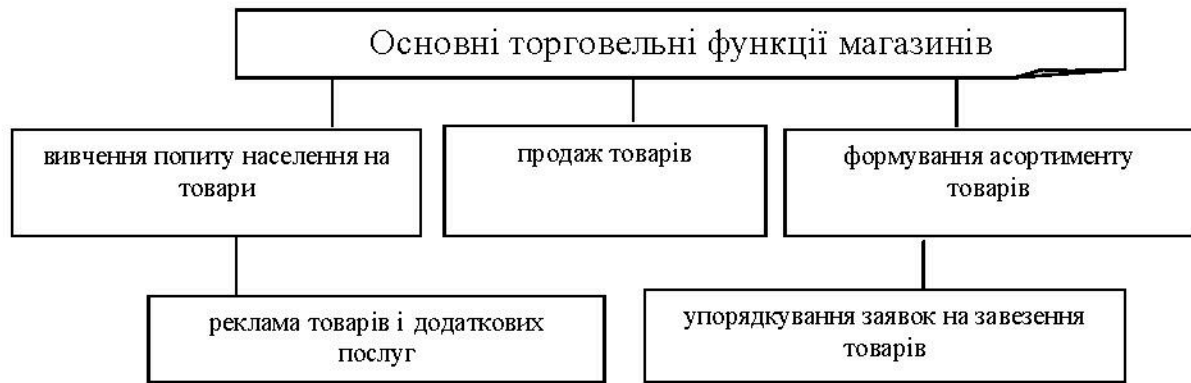 Основні торговельні функції магазинів
вивчення попиту населення на
товари
продаж товарів
формування асортименту
товарів
реклама товарів і додаткових
послуг
упорядкування заявок на завезення
товарів